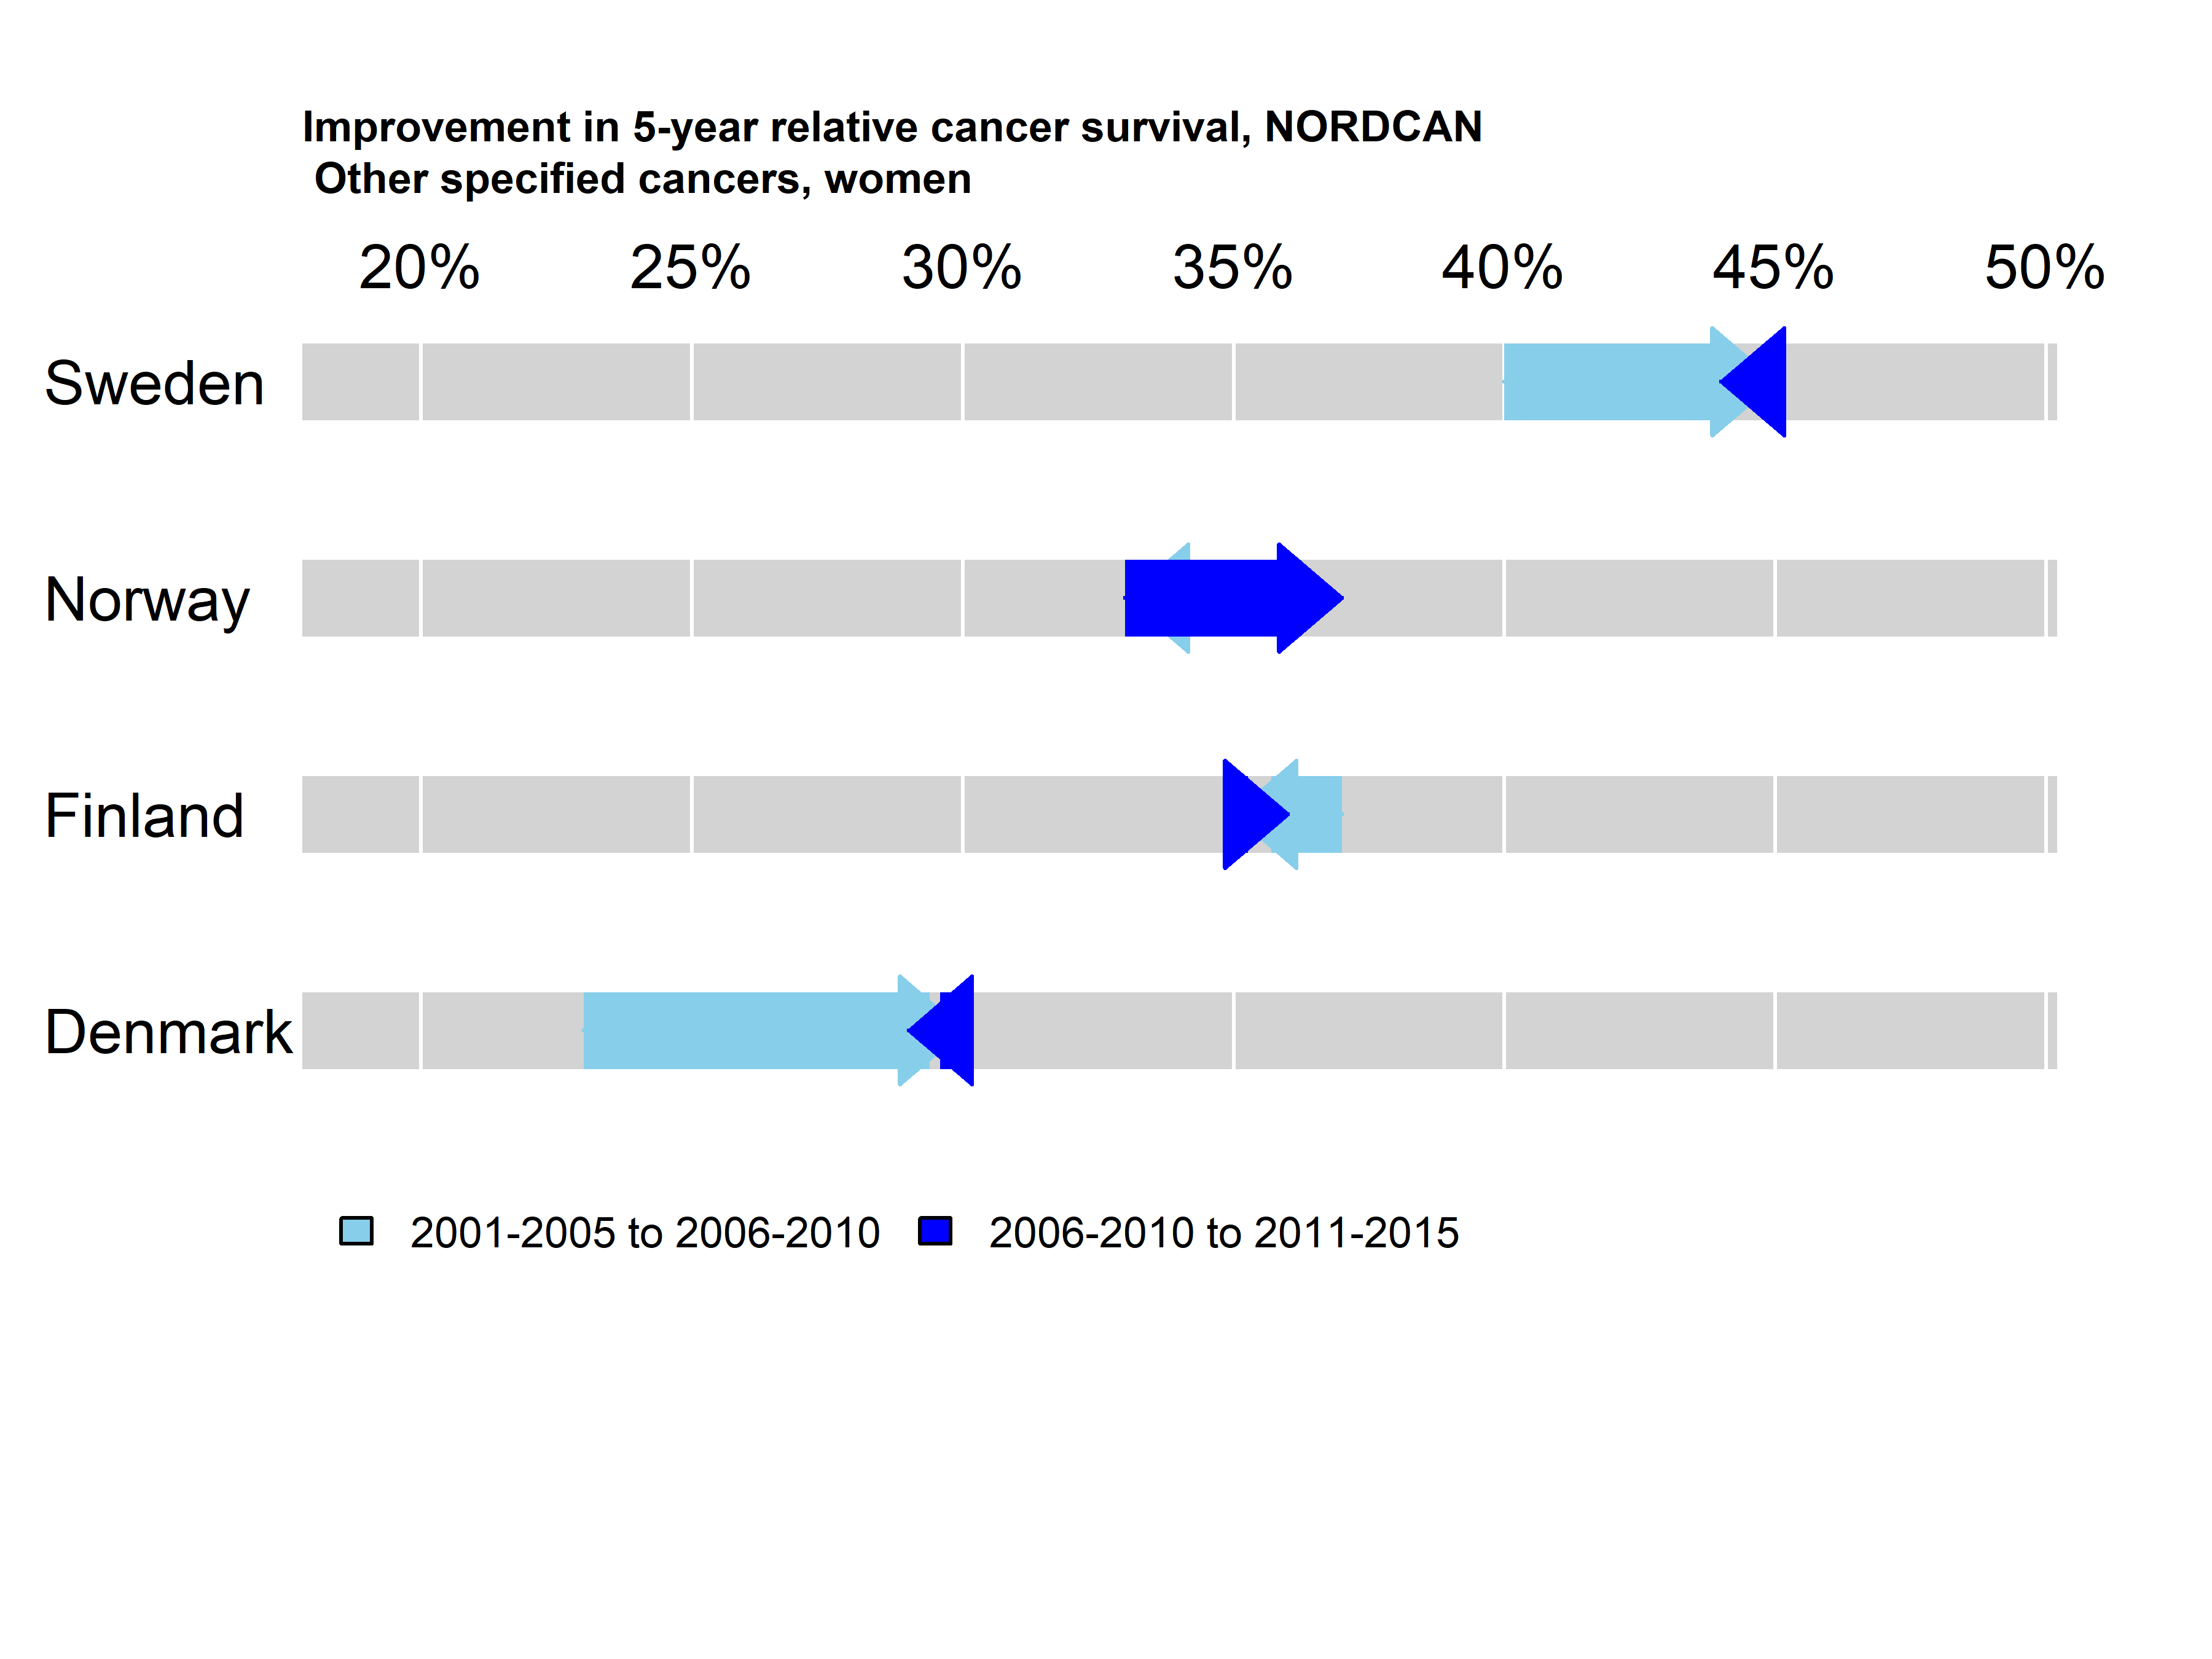 Improvement in 5-year relative cancer survival, NORDCAN
Other specified cancers, women
20% 25% 30% 35% 40% 45% 50%
Sweden
Norway
Finland
Denmark
2001-2005 to 2006-2010 2006-2010 to 2011-2015